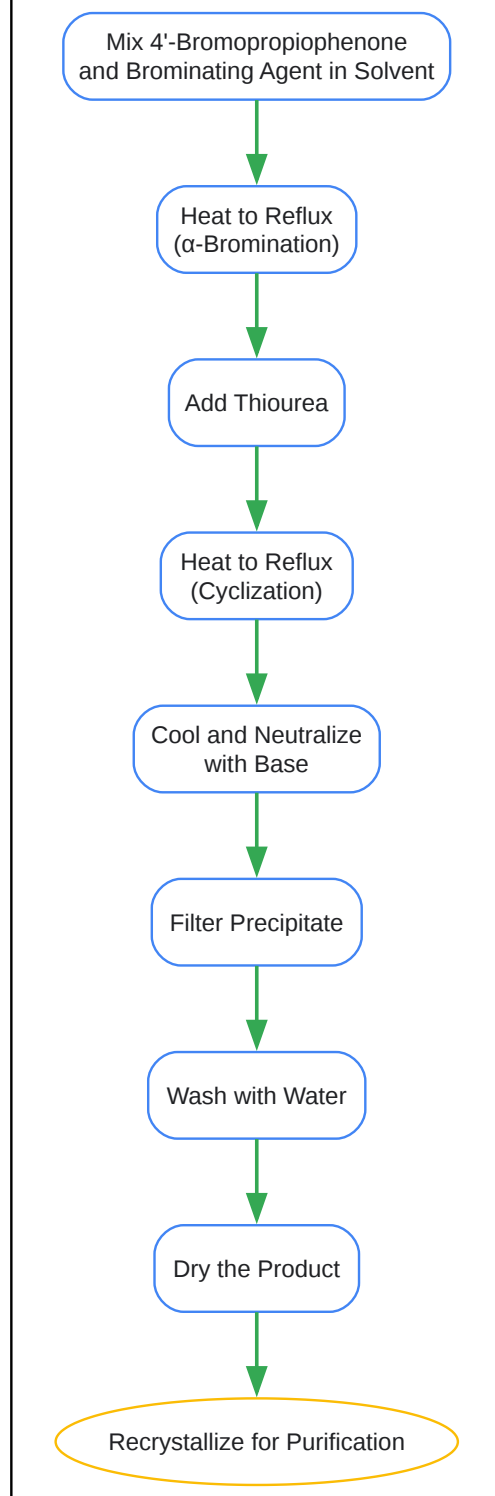 Mix 4'-Bromopropiophenone
and Brominating Agent in Solvent
Heat to Reflux
(α-Bromination)
Add Thiourea
Heat to Reflux
(Cyclization)
Cool and Neutralize
with Base
Filter Precipitate
Wash with Water
Dry the Product
Recrystallize for Purification